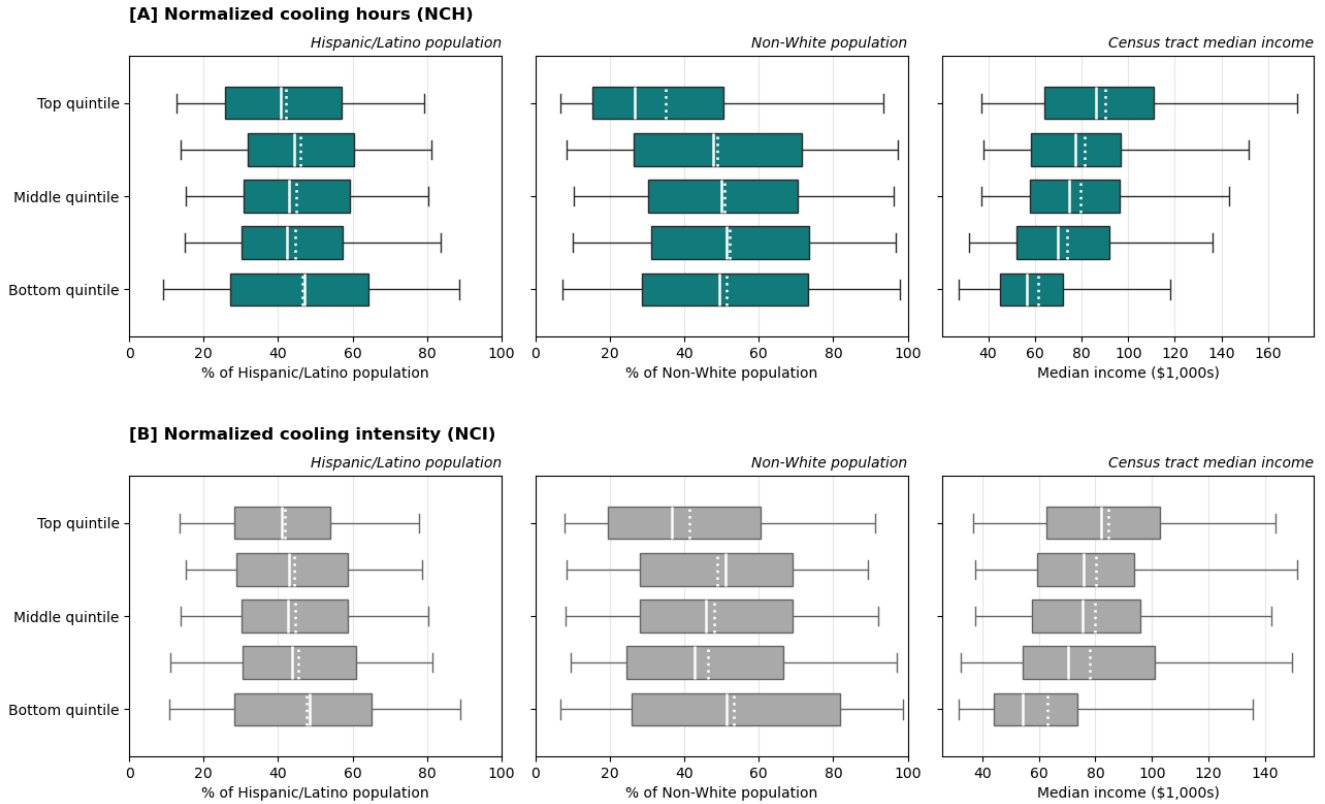 [A] Normalized cooling hours (NCH)
Hispanic/Latino population
Non-White population
Census tract median income
Top quintile
Middle quintile
Bottom quintile
0 20 40 60 80 100
0 20 40 60 80 100
40 60 80 100 120 140 160
% of Hispanic/Latino population
% of Non-White population
Median income ($1,000s)
[B] Normalized cooling intensity (NCI)
Hispanic/Latino population
Non-White population
Census tract median income
Top quintile
Middle quintile
Bottom quintile
0 20 40 60 80 100
0 20 40 60 80 100
40 60 80 100 120 140
% of Hispanic/Latino population
% of Non-White population
Median income ($1,000s)